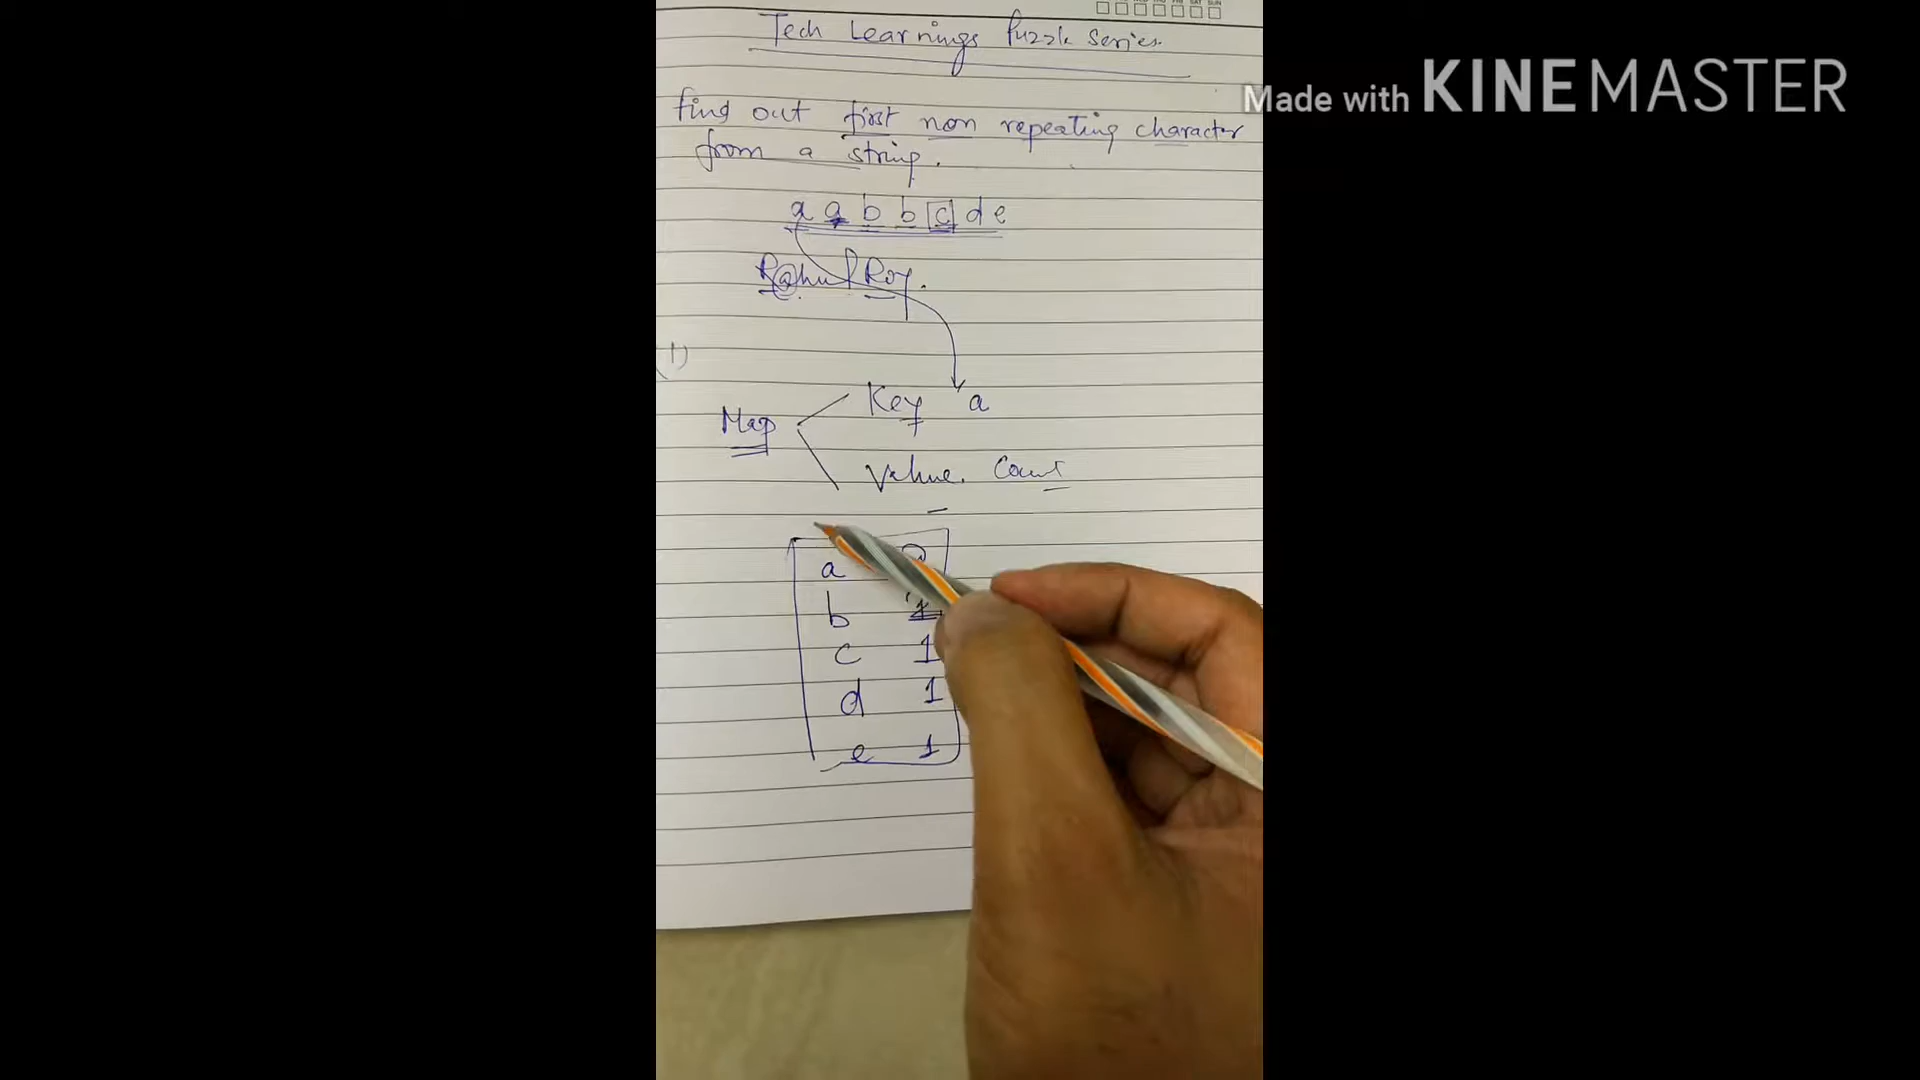 Tech Learnings Puzzle Series.
Made with KINEMASTER
Find out first non repeating character
from a string.
a a b b c d e
Rahul Roy.
1)
Key a
Map
Value. Count
a
b
c 1
d 1
e 1